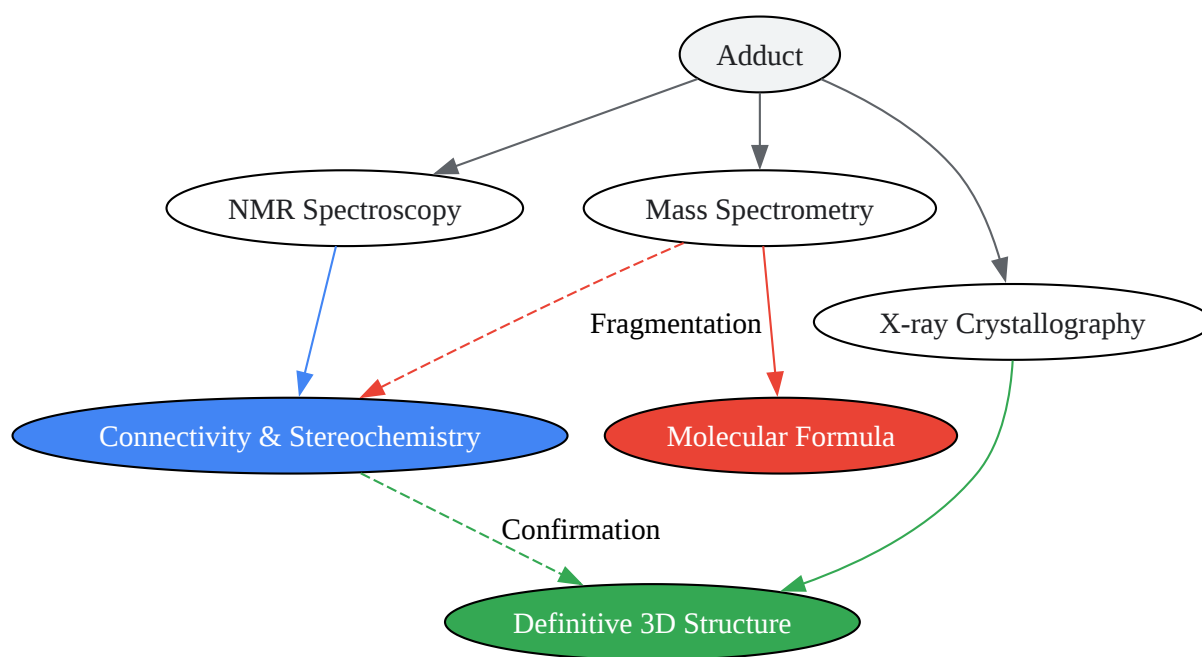 Adduct
NMR Spectroscopy
Mass Spectrometry
X-ray Crystallography
Fragmentation
Connectivity & Stereochemistry
Molecular Formula
Confirmation
Definitive 3D Structure